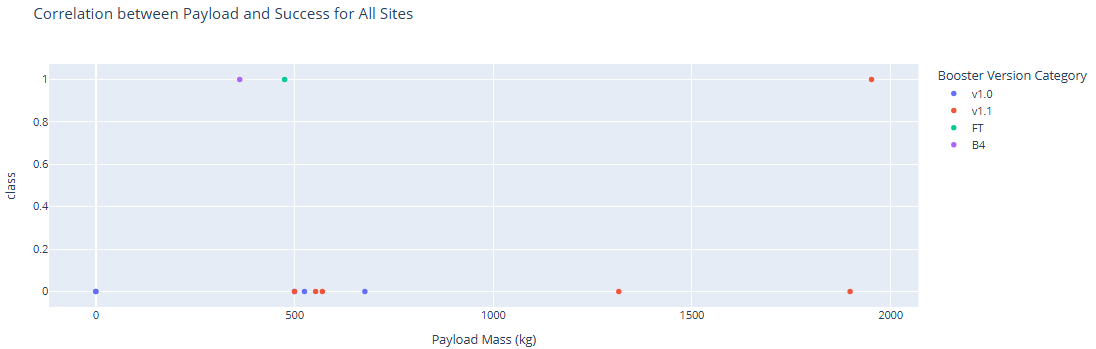 Correlation between Payload and Success for All Sites
1
0.8
0.6
0.4
0.2
0
class
0 500 1000 1500 2000
Payload Mass (kg)
Booster Version Category
v1.0
v1.1
FT
B4